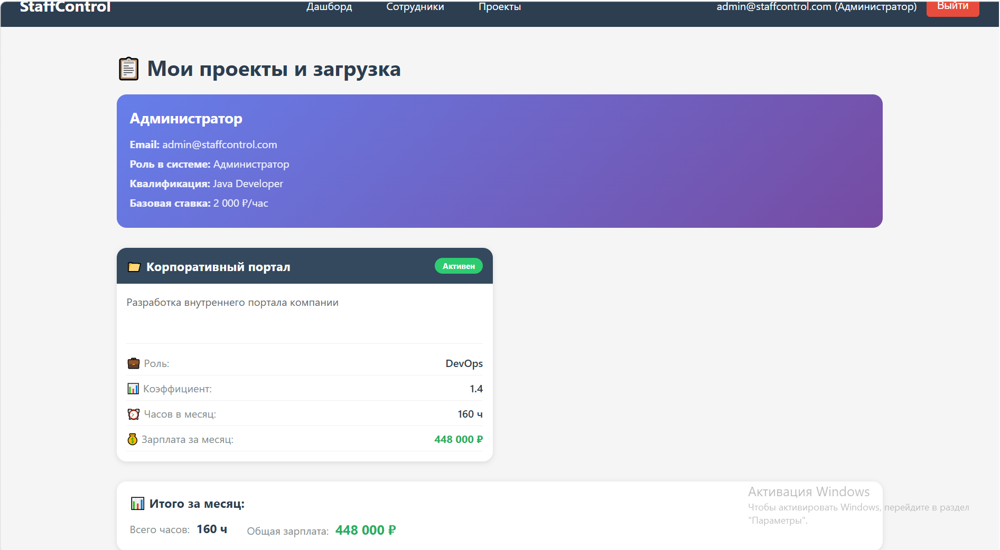 StaffControl Дашборд Сотрудники Проекты admin@staffcontrol.com (Администратор) Выйти
Мои проекты и загрузка
Администратор
Email: admin@staffcontrol.com
Роль в системе: Администратор
Квалификация: Java Developer
Базовая ставка: 2 000 ₽/час
Корпоративный портал Активен
Разработка внутреннего портала компании
Роль: DevOps
Коэффициент: 1.4
Часов в месяц: 160 ч
Зарплата за месяц: 448 000 ₽
Итого за месяц:
Всего часов: 160 ч Общая зарплата: 448 000 ₽
Активация Windows
Чтобы активировать Windows, перейдите в раздел
"Параметры".